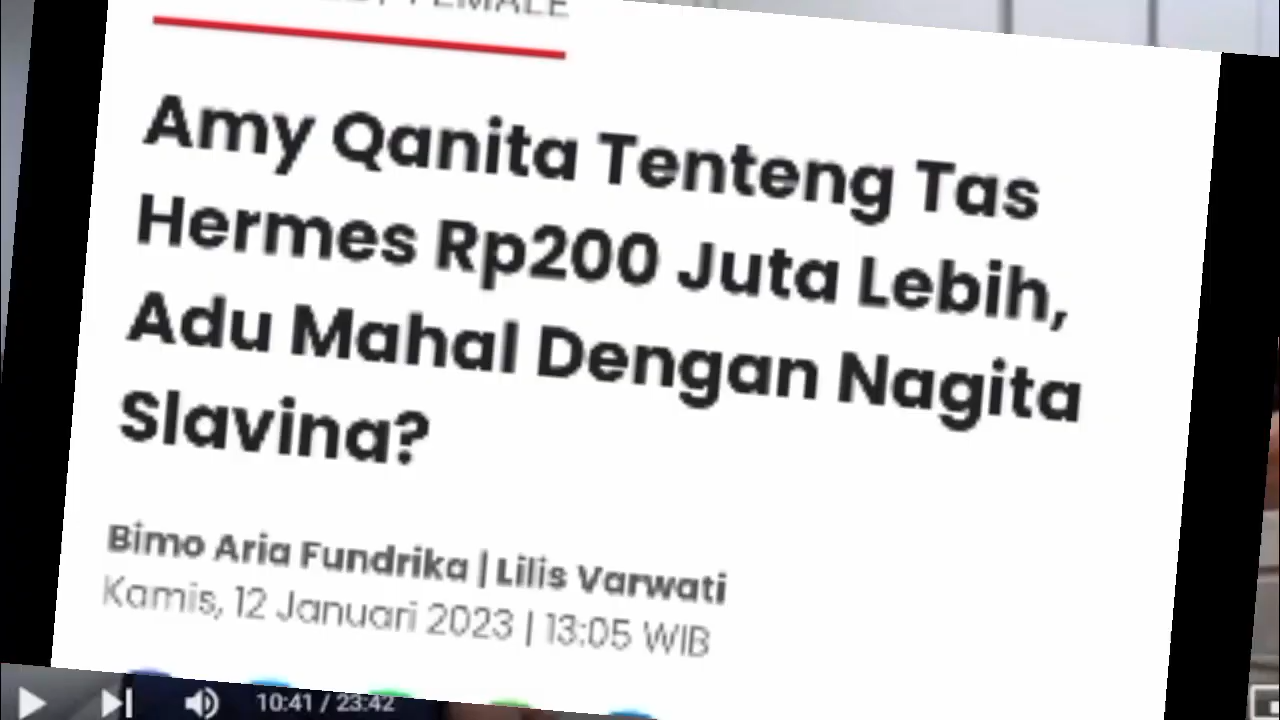 FEMALE
Amy Qanita Tenteng Tas
Hermes Rp200 Juta Lebih,
Adu Mahal Dengan Nagita
Slavina?
Bimo Aria Fundrika | Lilis Varwati
Kamis, 12 Januari 2023 | 13:05 WIB
10:41 / 23:42